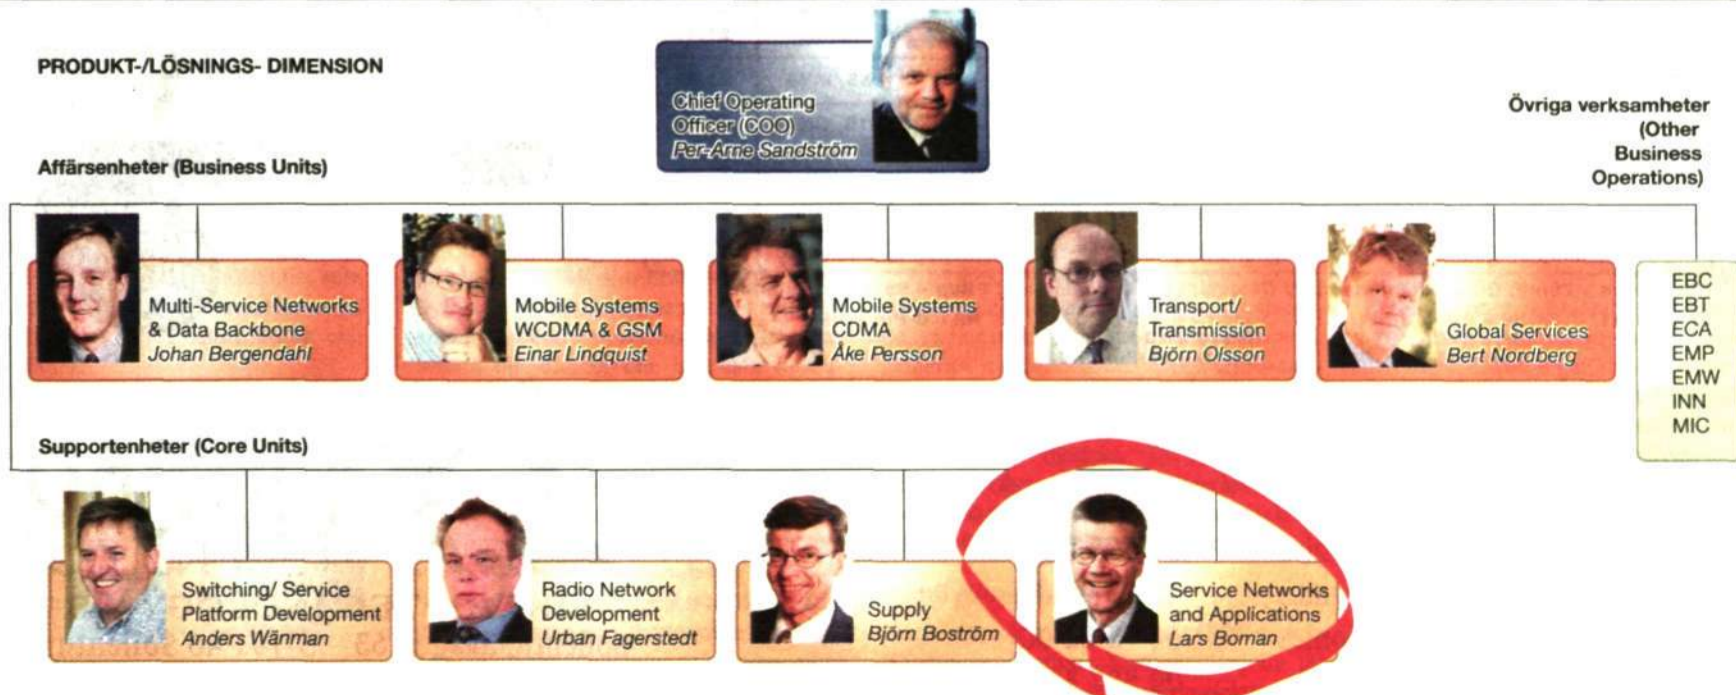 PRODUKT-/LÖSNINGS- DIMENSION
Chief Operating
Officer (COO)
Per-Arne Sandström
Övriga verksamheter
(Other
Business
Operations)
Affärsenheter (Business Units)
Multi-Service Networks
& Data Backbone
Johan Bergendahl
Mobile Systems
WCDMA & GSM
Einar Lindquist
Mobile Systems
CDMA
Åke Persson
Transport/
Transmission
Björn Olsson
Global Services
Bert Nordberg
EBC
EBT
ECA
EMP
EMW
INN
MIC
Supportenheter (Core Units)
Switching/ Service
Platform Development
Anders Wänman
Radio Network
Development
Urban Fagerstedt
Supply
Björn Boström
Service Networks
and Applications
Lars Boman